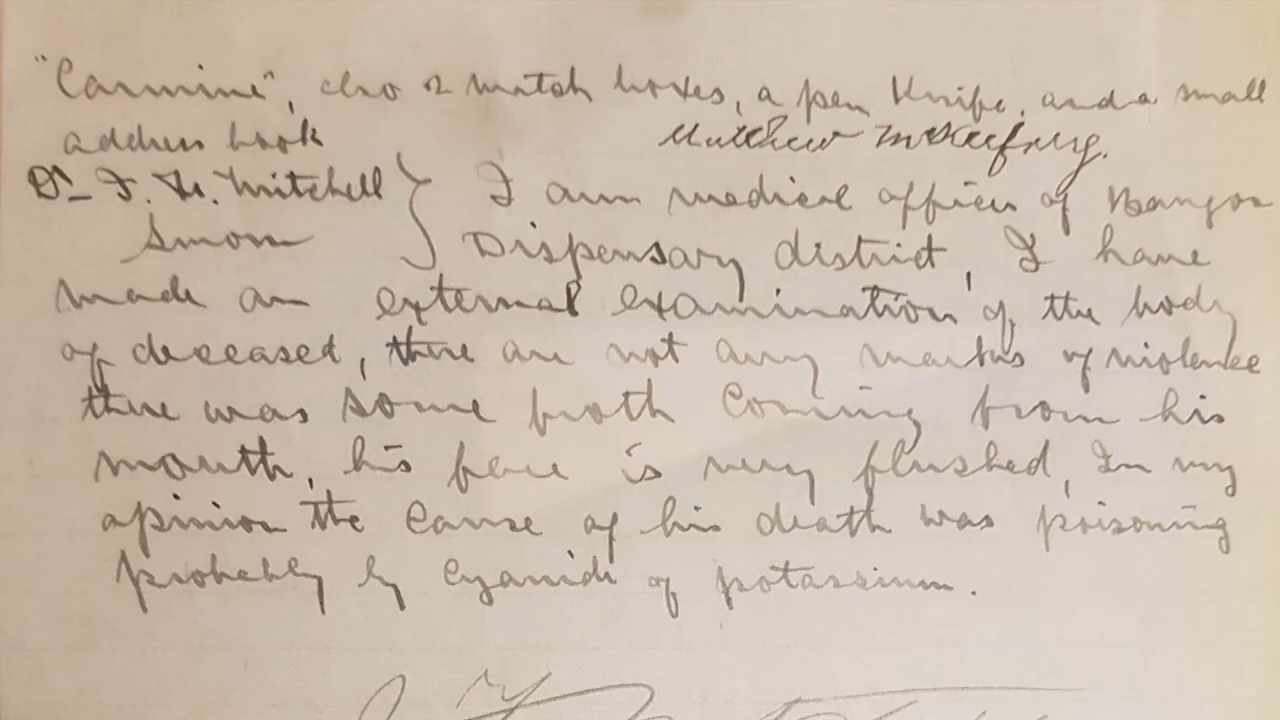 "Carmine", also 2 match boxes, a pen Knife, and a small
address book Matthew
Dr. F. H. Mitchell } I am medical officer of Bangor
Sworn Dispensary district, I have
made an external examination of the body
of deceased, there are not any marks of violence
there was some froth coming from his
mouth, his face is very flushed, In my
opinion the cause of his death was poisoning
probably by Cyanide of potassium.